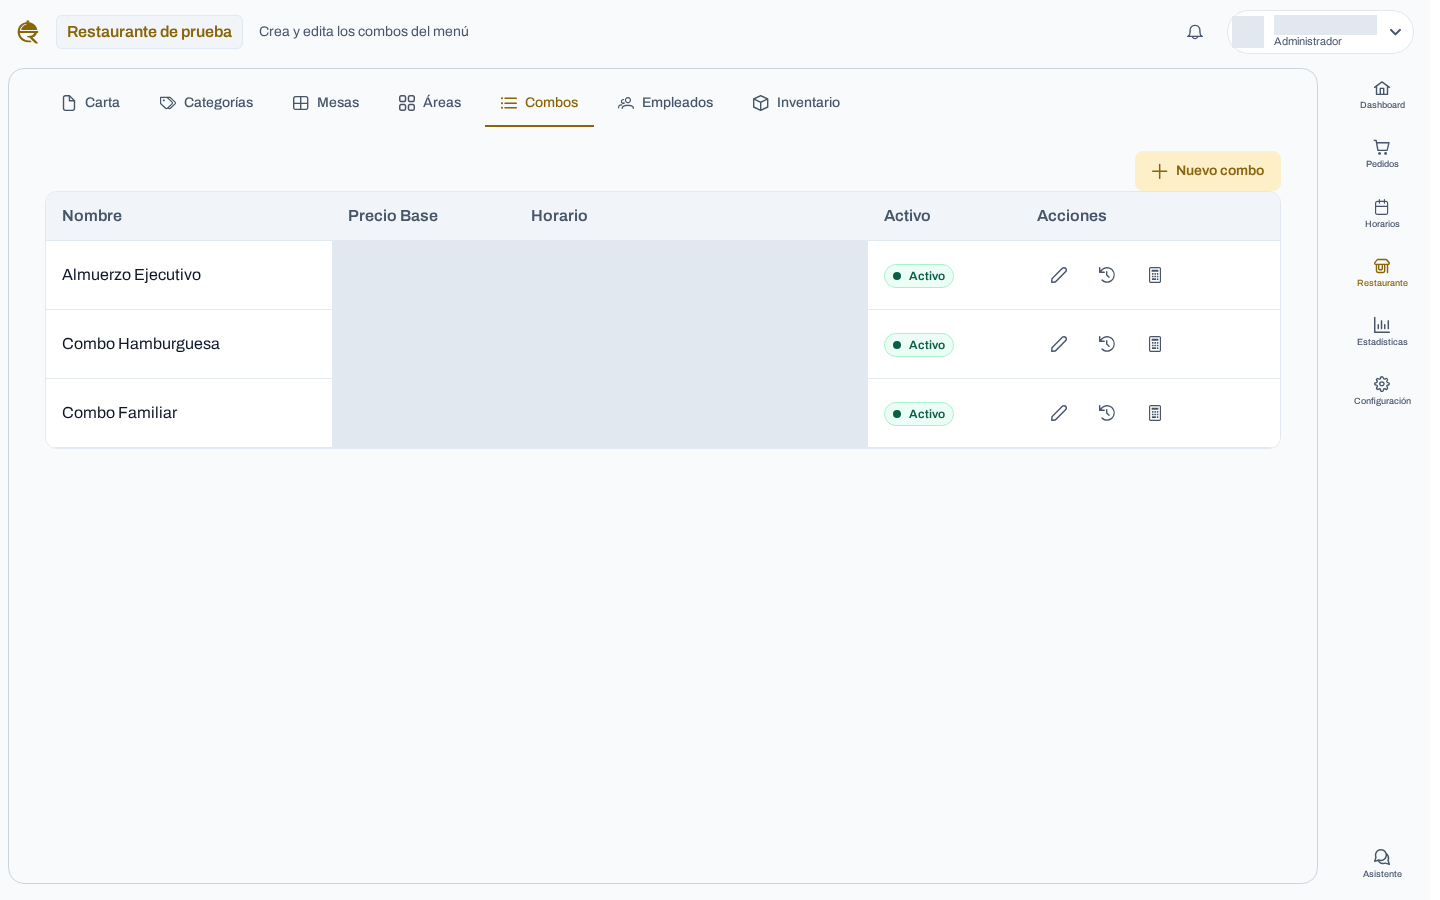 Restaurante de prueba
Crea y edita los combos del menú
Administrador
Carta
Categorías
Mesas
Áreas
Combos
Empleados
Inventario
Nuevo combo
Nombre
Precio Base
Horario
Activo
Acciones
Almuerzo Ejecutivo
Activo
Combo Hamburguesa
Activo
Combo Familiar
Activo
Dashboard
Pedidos
Horarios
Restaurante
Estadísticas
Configuración
Asistente